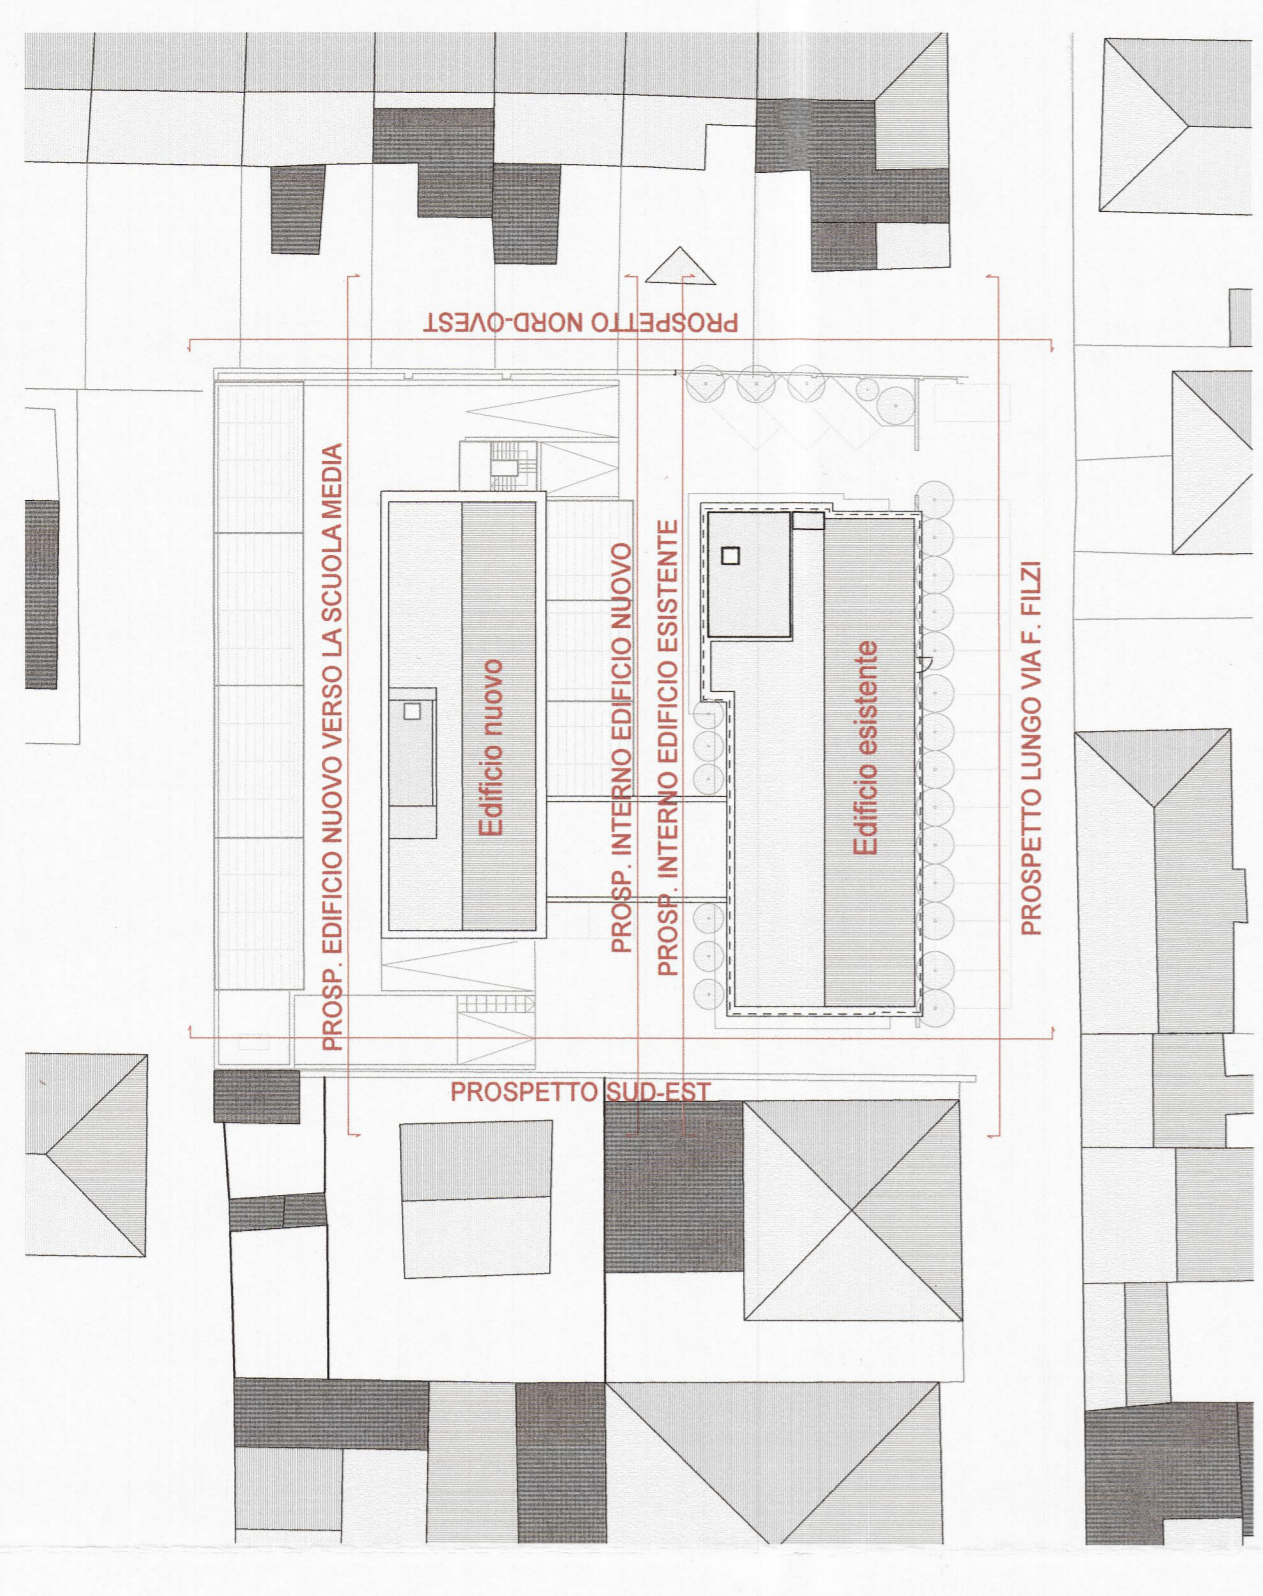 PROSPETTO NORD-OVEST
PROSP. EDIFICIO NUOVO VERSO LA SCUOLA MEDIA
Edificio nuovo
PROSP. INTERNO EDIFICIO NUOVO
PROSP. INTERNO EDIFICIO ESISTENTE
Edificio esistente
PROSPETTO LUNGO VIA F. FILZI
PROSPETTO SUD-EST